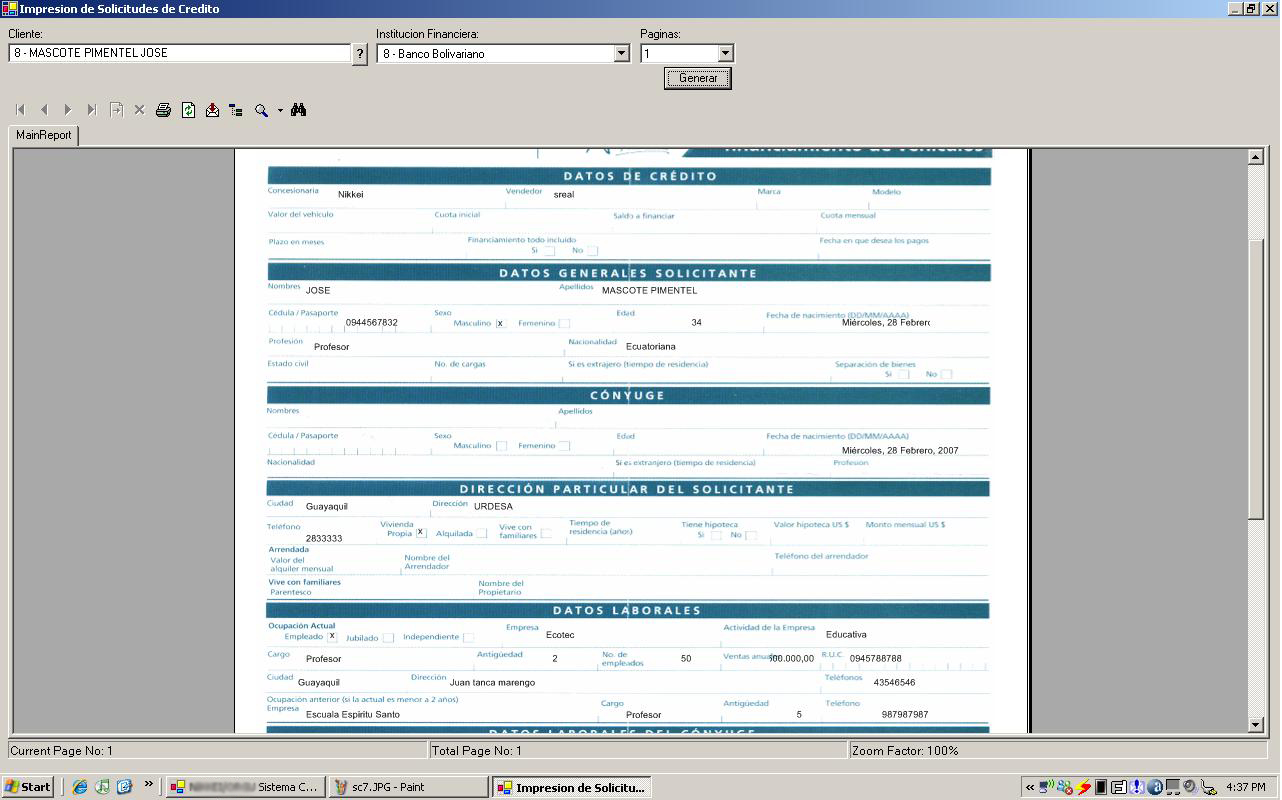 Impresion de Solicitudes de Credito
Cliente: Institucion Financiera: Paginas:
8 - MASCOTE PIMENTEL JOSE ? 8 - Banco Bolivariano 1
Generar
MainReport
financiamiento de vehículos
DATOS DE CRÉDITO
Concesionaria Nikkei Vendedor sreal Marca Modelo
Valor del vehículo Cuota inicial Saldo a financiar Cuota mensual
Plazo en meses Financiamiento todo incluído Fecha en que desea los pagos
Si No
DATOS GENERALES SOLICITANTE
Nombres JOSE Apellidos MASCOTE PIMENTEL
Cédula / Pasaporte Sexo Edad Fecha de nacimiento (DD/MM/AAAA)
0944567832 Masculino x Femenino 34 Miércoles, 28 Febrero
Profesión Profesor Nacionalidad Ecuatoriana
Estado civil No. de cargas Si es extrajero (tiempo de residencia) Separación de bienes
Si No
CÓNYUGE
Nombres Apellidos
Cédula / Pasaporte Sexo Edad Fecha de nacimiento (DD/MM/AAAA)
Masculino Femenino Miércoles, 28 Febrero, 2007
Nacionalidad Si es extranjero (tiempo de residencia) Profesión
DIRECCIÓN PARTICULAR DEL SOLICITANTE
Ciudad Guayaquil Dirección URDESA
Teléfono Vivienda Vive con Tiempo de Tiene hipoteca Valor hipoteca US $ Monto mensual US $
2833333 Propia x Alquilada familiares residencia (años) Si No
Arrendada
Valor del Nombre del Teléfono del arrendador
alquiler mensual Arrendador
Vive con familiares Nombre del
Parentesco Propietario
DATOS LABORALES
Ocupación Actual Empresa Ecotec Actividad de la Empresa Educativa
Empleado x Jubilado Independiente
Cargo Profesor Antigüedad 2 No. de 50 Ventas R.U.C. 0945788788
empleados
Ciudad Guayaquil Dirección Juan tanca marengo Teléfonos 43546546
Ocupación anterior (si la actual es menor a 2 años) Cargo Antigüedad Teléfono
Empresa Escuala Espiritu Santo Profesor 5 987987987
DATOS LABORALES DEL CÓNYUGE
Current Page No: 1 Total Page No: 1 Zoom Factor: 100%
Start » Sistema C... sc7.JPG - Paint Impresion de Solicitu... « 4:37 PM